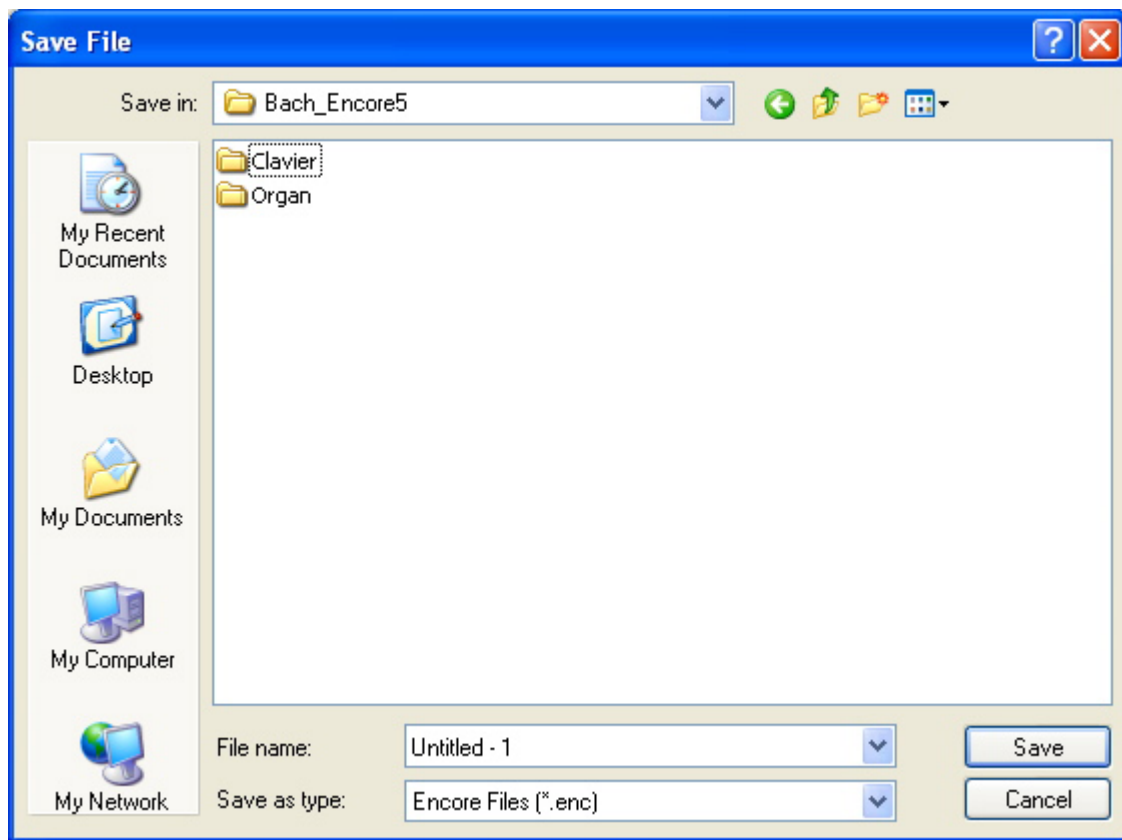 Save File
Save in: Bach_Encore5
Clavier
Organ
My Recent
Documents
Desktop
My Documents
My Computer
My Network
File name: Untitled - 1 Save
Save as type: Encore Files (*.enc) Cancel